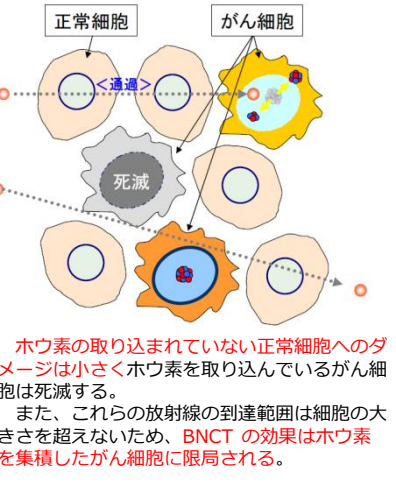 正常細胞
がん細胞
<通過>
死滅
ホウ素の取り込まれていない正常細胞へのダ
メージは小さくホウ素を取り込んでいるがん細
胞は死滅する。
また、これらの放射線の到達範囲は細胞の大
きさを超えないため、BNCT の効果はホウ素
を集積したがん細胞に限局される。